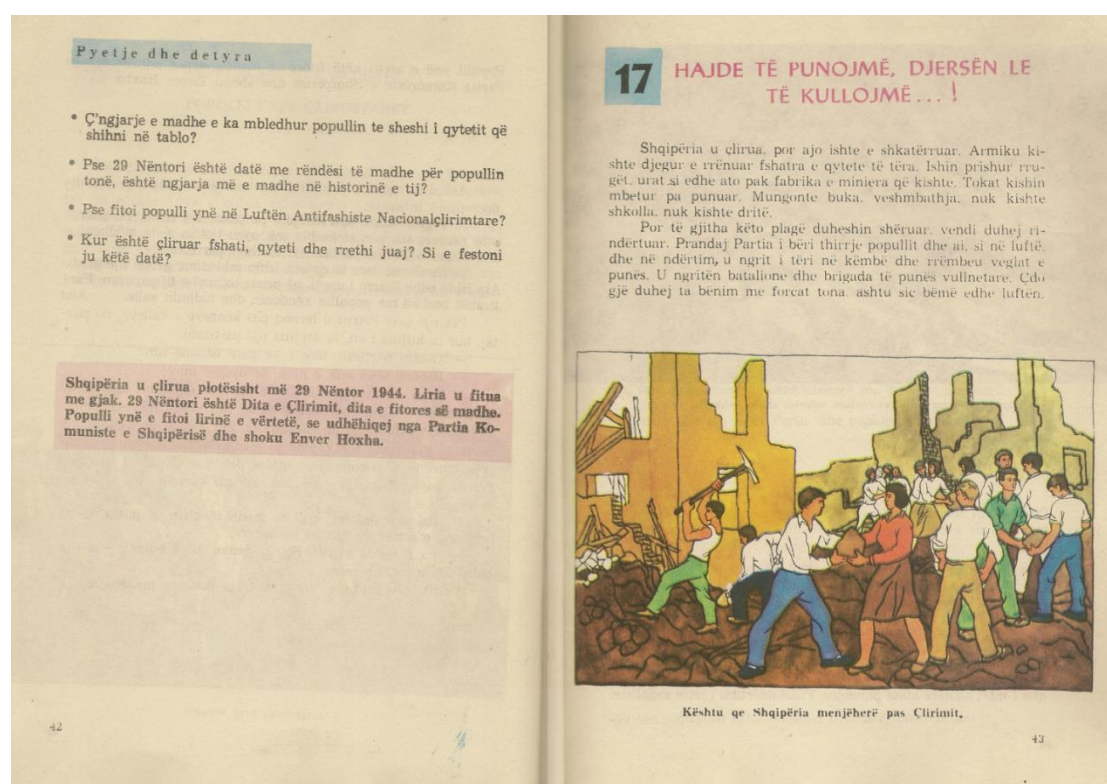 Pyetje dhe detyra
• Ç'ngjarje e madhe e ka mbledhur popullin te sheshi i qytetit që
shihni në tablo?
• Pse 29 Nëntori është datë me rëndësi të madhe për popullin
tonë, është ngjarja më e madhe në historinë e tij?
• Pse fitoi populli ynë në Luftën Antifashiste Nacionalçlirimtare?
• Kur është çliruar fshati, qyteti dhe rrethi juaj? Si e festoni
ju këtë datë?
Shqipëria u çlirua plotësisht më 29 Nëntor 1944. Liria u fitua
me gjak. 29 Nëntori është Dita e Çlirimit, dita e fitores së madhe.
Populli ynë e fitoi lirinë e vërtetë, se udhëhiqej nga Partia Ko-
muniste e Shqipërisë dhe shoku Enver Hoxha.
42
17 HAJDE TË PUNOJMË, DJERSËN LE
TË KULLOJMË...!
Shqipëria u çlirua, por ajo ishte e shkatërruar. Armiku ki-
shte djegur e rrënuar fshatra e qytete të tëra. Ishin prishur rru-
gët, urat si edhe ato pak fabrika e miniera që kishte. Tokat kishin
mbetur pa punuar. Mungonte buka, veshmbathja, nuk kishte
shkolla, nuk kishte dritë.
Por të gjitha këto plagë duheshin shëruar, vendi duhej ri-
ndërtuar. Prandaj Partia i bëri thirrje popullit dhe ai, si në luftë,
dhe në ndërtim, u ngrit i tëri në këmbë dhe rrëmbeu veglat e
punës. U ngritën batalione dhe brigada të punës vullnetare. Çdo
gjë duhej ta bënim me forcat tona, ashtu siç bëmë edhe luftën.
Kështu qe Shqipëria menjëherë pas Çlirimit.
43